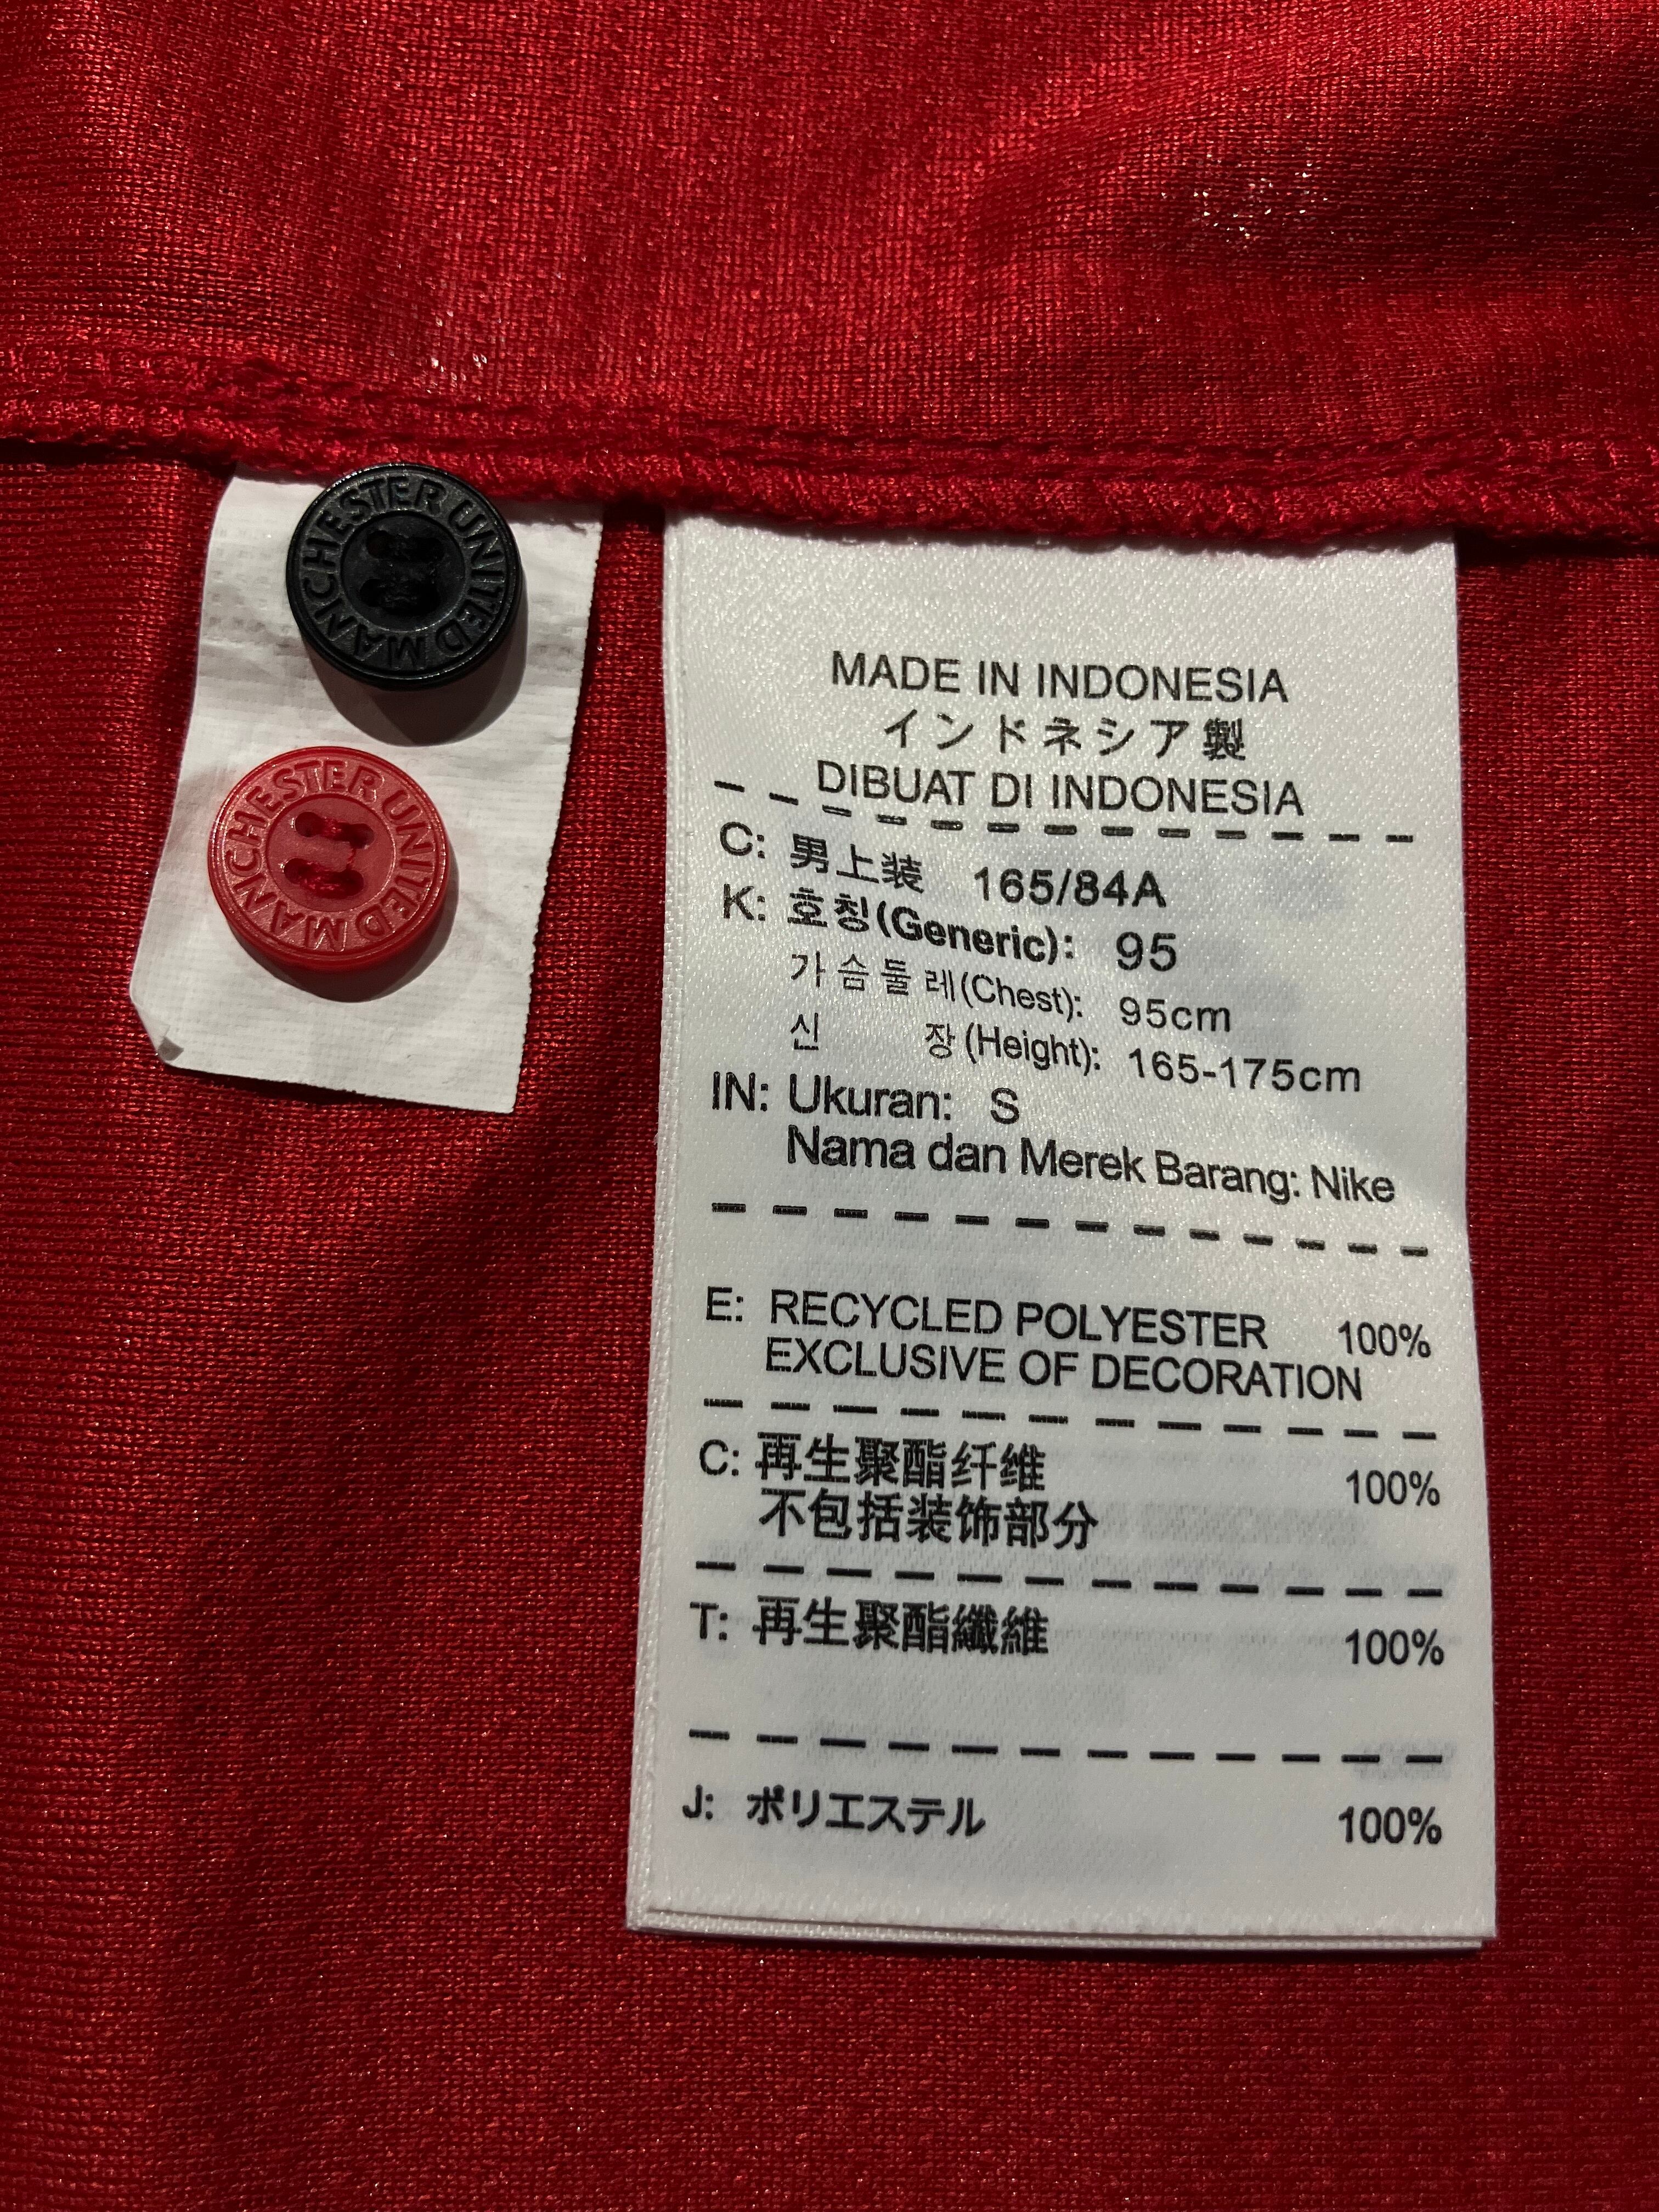 MANCHESTER UNITED
MANCHESTER UNITED
MADE IN INDONESIA
インドネシア製
DIBUAT DI INDONESIA
C: 男上装 165/84A
K: 호칭(Generic): 95
가슴둘레(Chest): 95cm
신 장(Height): 165-175cm
IN: Ukuran: S
Nama dan Merek Barang: Nike
E: RECYCLED POLYESTER 100%
EXCLUSIVE OF DECORATION
C: 再生聚酯纤维 100%
不包括装饰部分
T: 再生聚酯纖維 100%
J: ポリエステル 100%